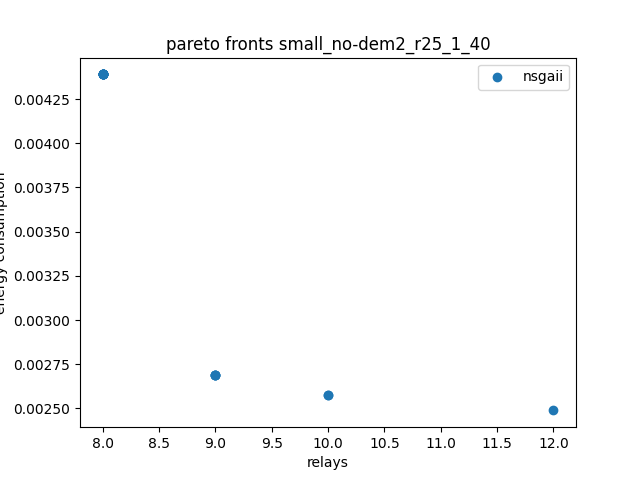 pareto fronts small_no-dem2_r25_1_40
nsgaii
0.00425
0.00400
0.00375
0.00350
0.00325
0.00300
0.00275
0.00250
energy consumption
8.0 8.5 9.0 9.5 10.0 10.5 11.0 11.5 12.0
relays